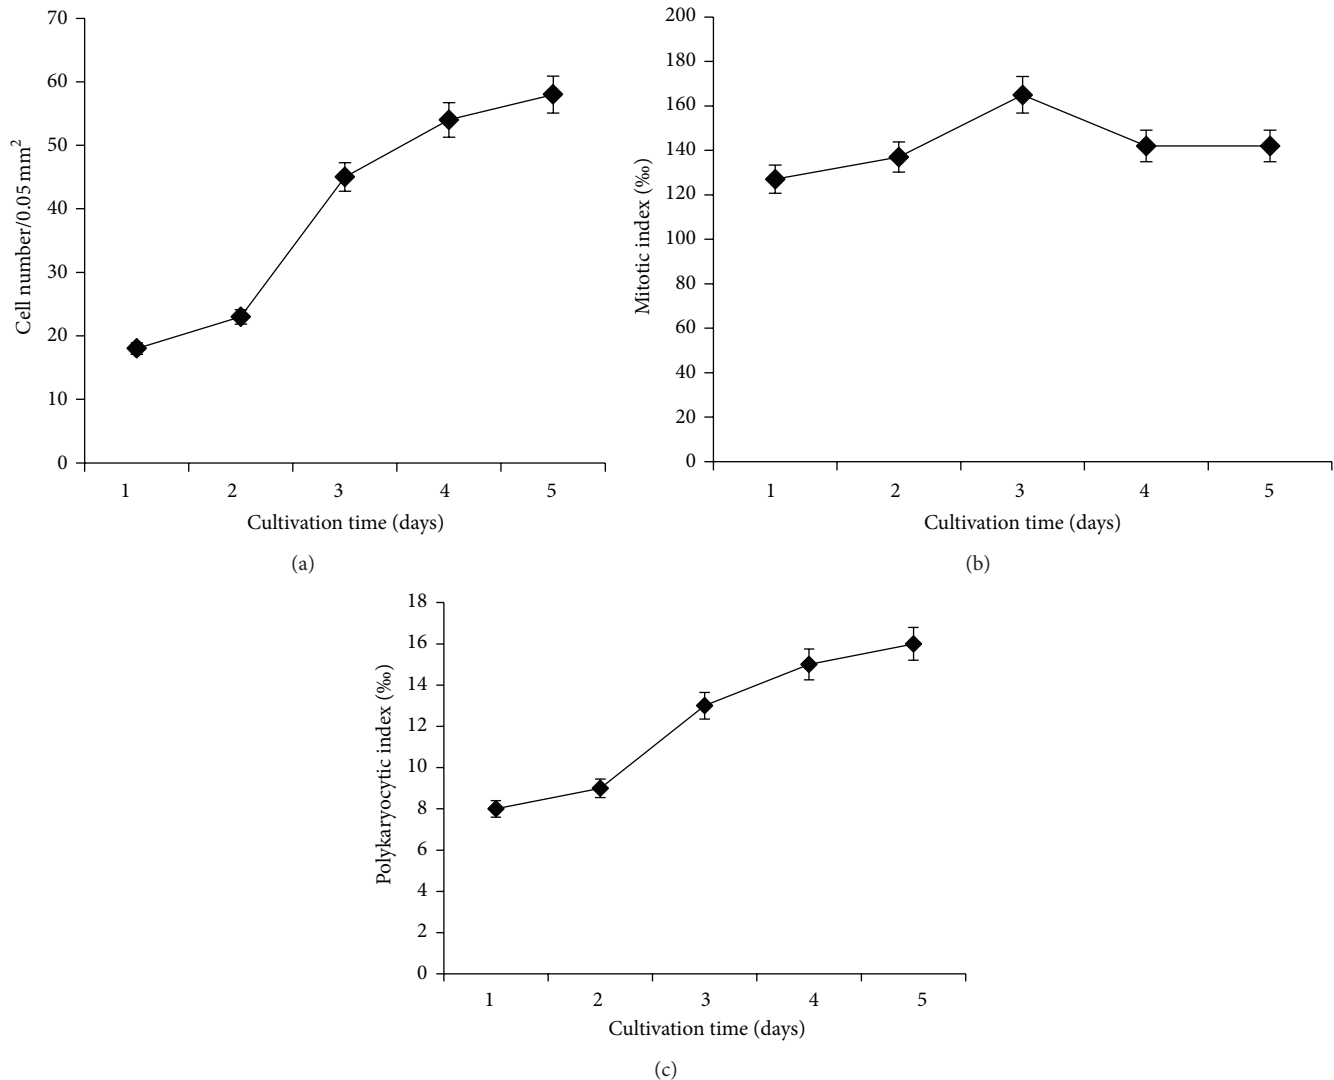 70
60
50
40
30
20
10
0
Cell number/0.05 mm²
1 2 3 4 5
Cultivation time (days)
(a)
200
180
160
140
120
100
80
60
40
20
0
Mitotic index (‰)
1 2 3 4 5
Cultivation time (days)
(b)
18
16
14
12
10
8
6
4
2
0
Polykaryocytic index (‰)
1 2 3 4 5
Cultivation time (days)
(c)